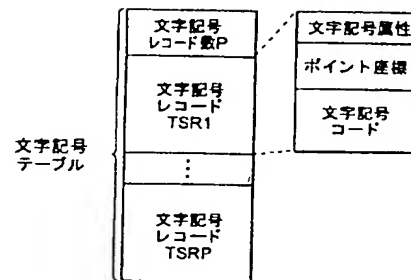 文字記号
テーブル
文字記号
レコード数P
文字記号
レコード
TSR1
⋮
文字記号
レコード
TSRP
文字記号属性
ポイント座標
文字記号
コード